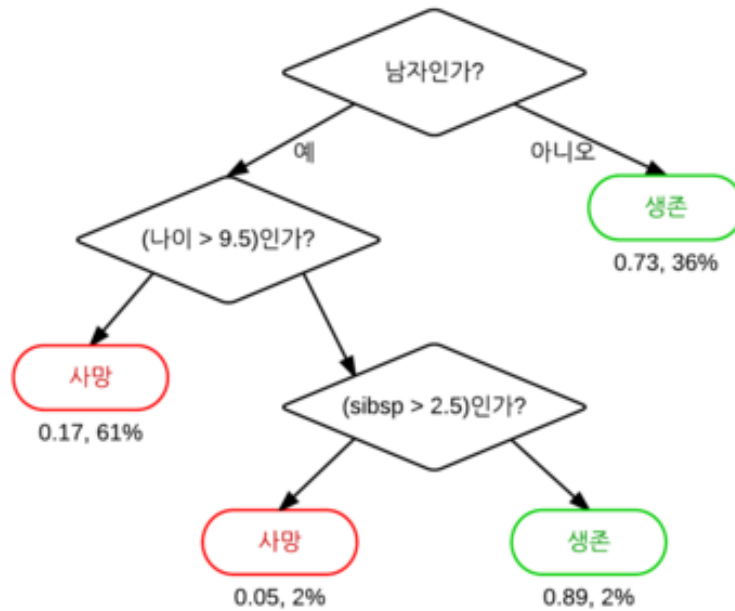 남자인가?
예
아니오
생존
0.73, 36%
(나이 > 9.5)인가?
사망
0.17, 61%
(sibsp > 2.5)인가?
사망
0.05, 2%
생존
0.89, 2%